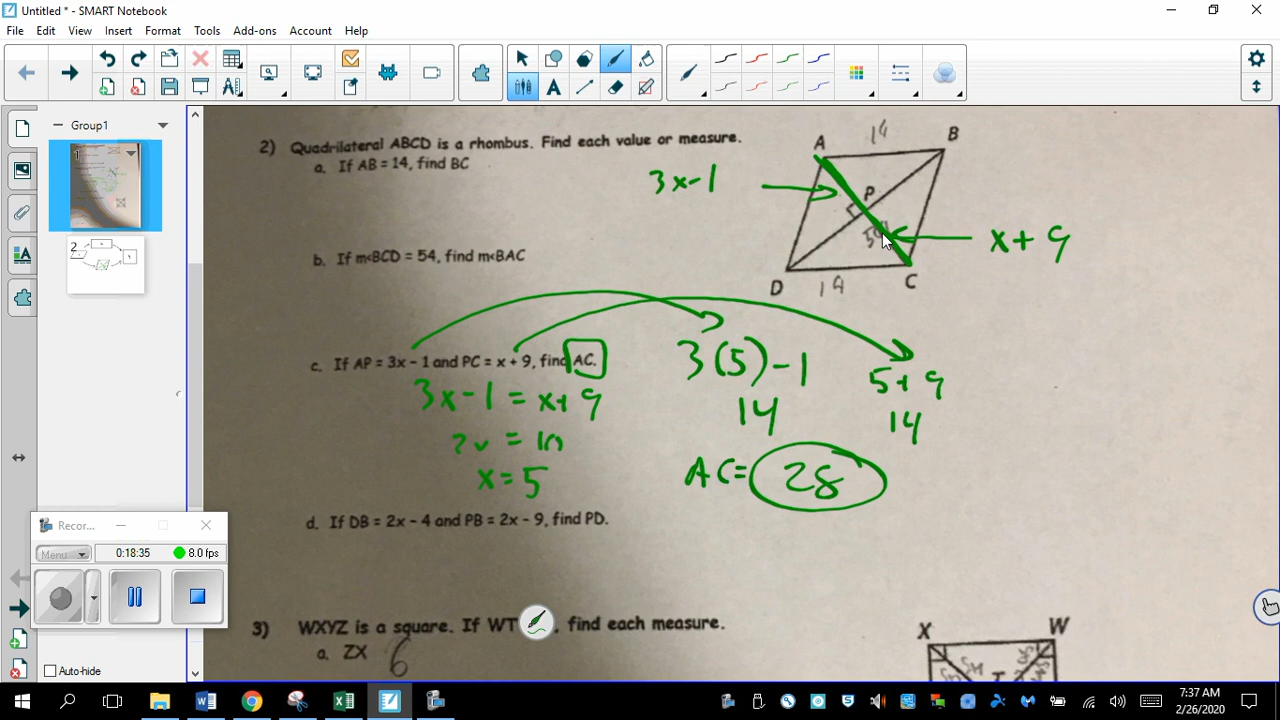 Untitled * - SMART Notebook
File Edit View Insert Format Tools Add-ons Account Help
Group1
1
2
2) Quadrilateral ABCD is a rhombus. Find each value or measure.
a. If AB = 14, find BC
b. If m<BCD = 54, find m<BAC
c. If AP = 3x - 1 and PC = x + 9, find AC.
3x-1 = x+9
2x = 10
x = 5
3x-1
A 14 B
P
x+9
D 14 C
3(5)-1
14
5+9
14
AC= 28
d. If DB = 2x - 4 and PB = 2x - 9, find PD.
3) WXYZ is a square. If WT , find each measure.
a. ZX 6
X W
T
Recor...
Menu 0:18:35 8.0 fps
Auto-hide
7:37 AM
2/26/2020